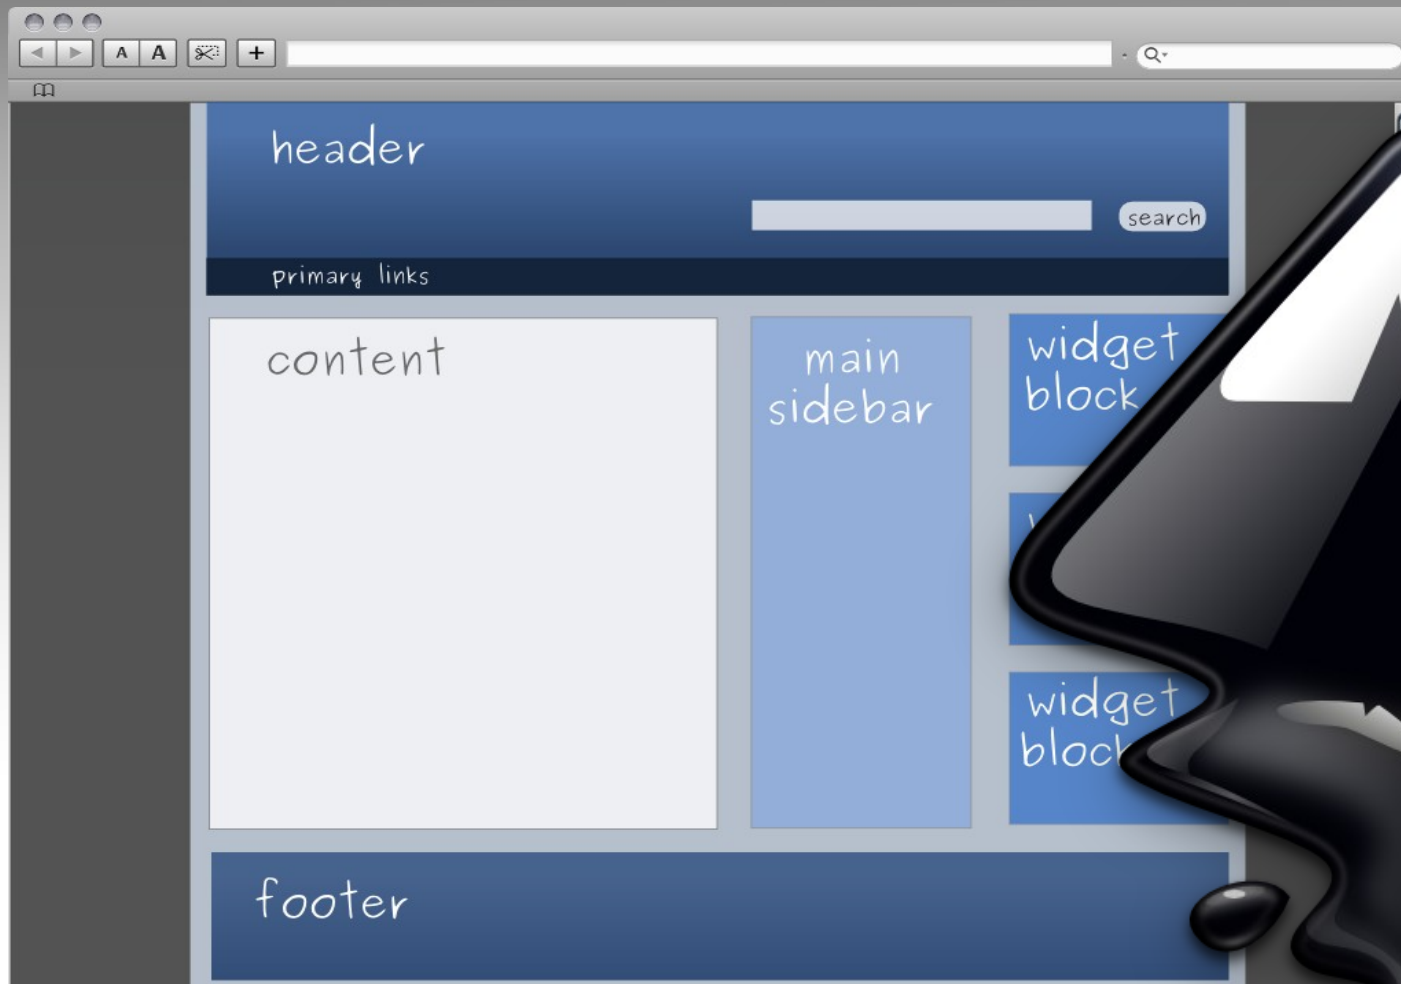 A A
header
search
primary links
content
main
sidebar
widget
block
widget
block
footer